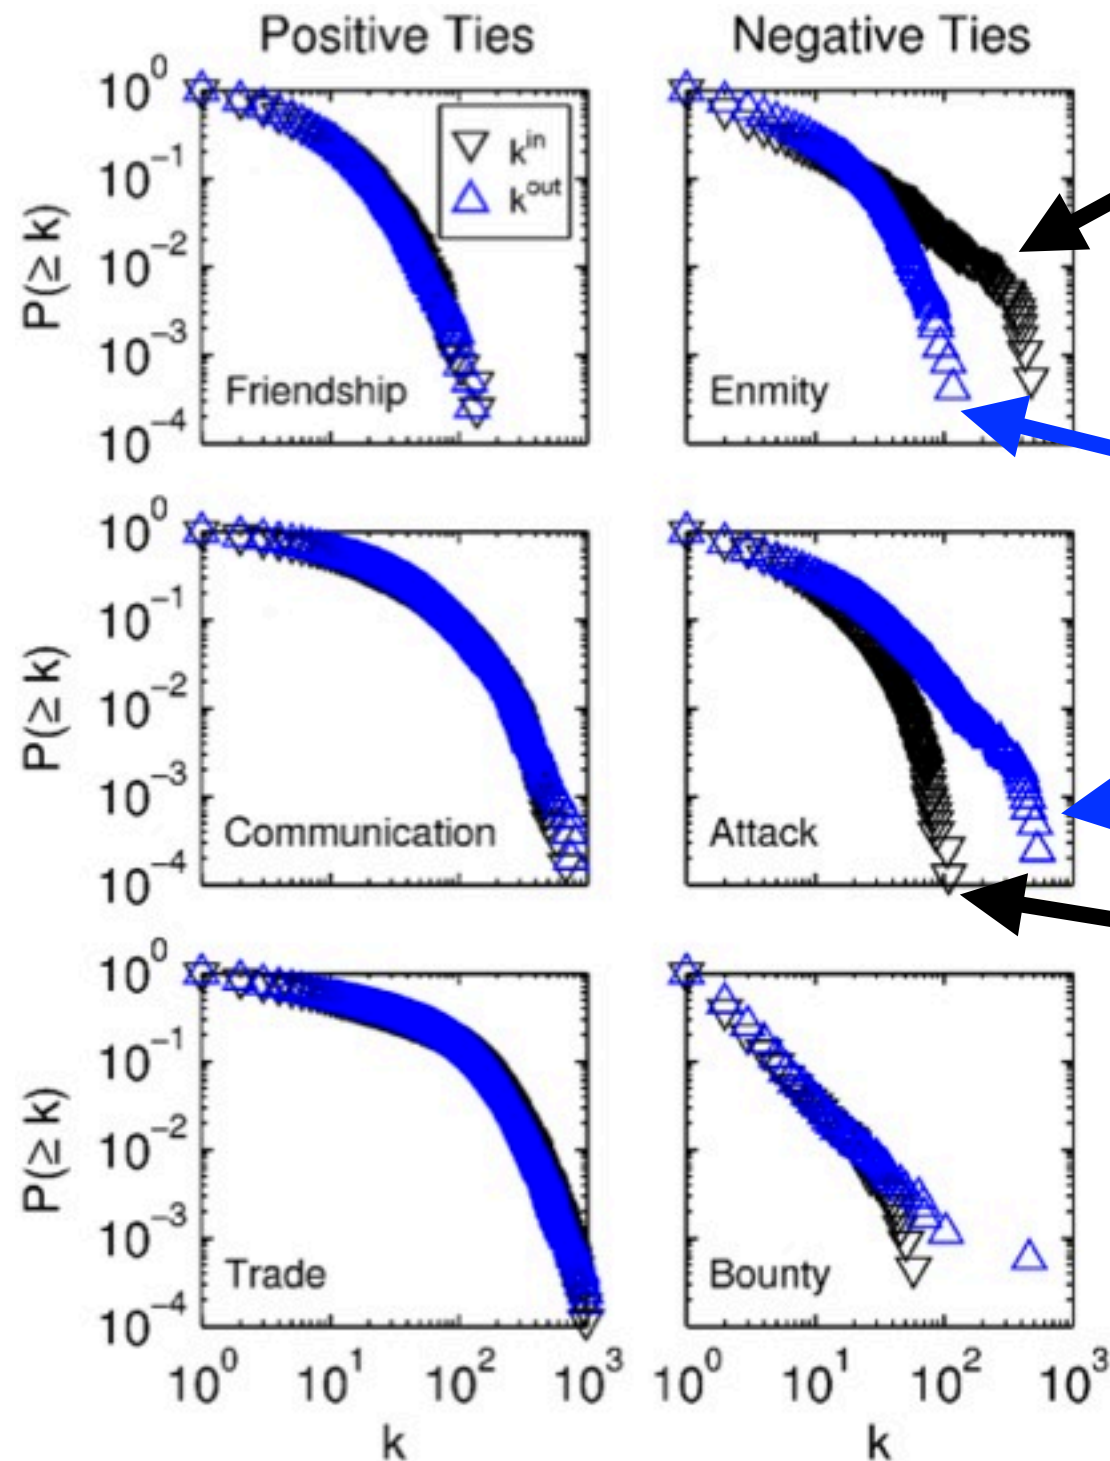 Positive Ties Negative Ties
10^0
10^-1
10^-2
10^-3
10^-4
P(≥ k)
k^in
k^out
Friendship
Enmity
10^0
10^-1
10^-2
10^-3
10^-4
P(≥ k)
Communication
Attack
10^0
10^-1
10^-2
10^-3
10^-4
P(≥ k)
Trade
Bounty
10^0 10^1 10^2 10^3 10^0 10^1 10^2 10^3
k k